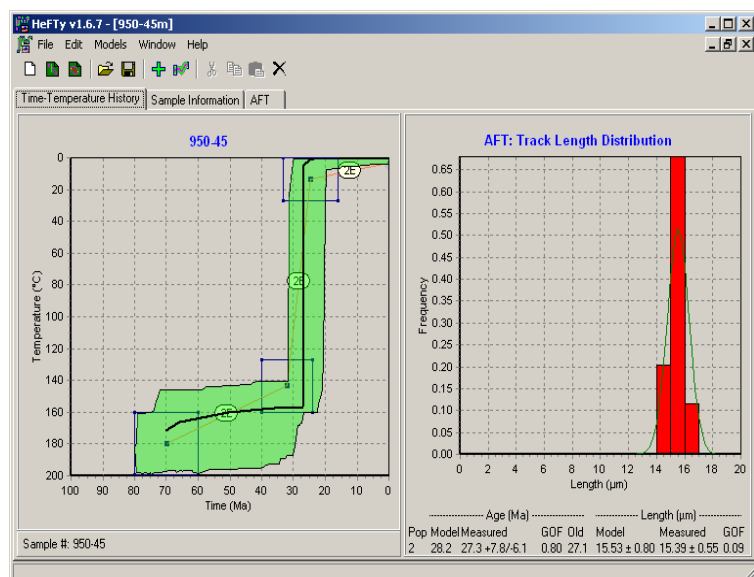 HeFTy v1.6.7 - [950-45m]
File Edit Models Window Help
Time-Temperature History Sample Information AFT
950-45
Temperature (°C)
0
20
40
60
80
100
120
140
160
180
200
2E
2E
2E
100 90 80 70 60 50 40 30 20 10 0
Time (Ma)
Sample #: 950-45
AFT: Track Length Distribution
Frequency
0.65
0.60
0.55
0.50
0.45
0.40
0.35
0.30
0.25
0.20
0.15
0.10
0.05
0.00
0 2 4 6 8 10 12 14 16 18 20
Length (µm)
Age (Ma) Length (µm)
Pop Model Measured GOF Old Model Measured GOF
2 28.2 27.3 +7.8/-6.1 0.80 27.1 15.53 ± 0.80 15.39 ± 0.55 0.09